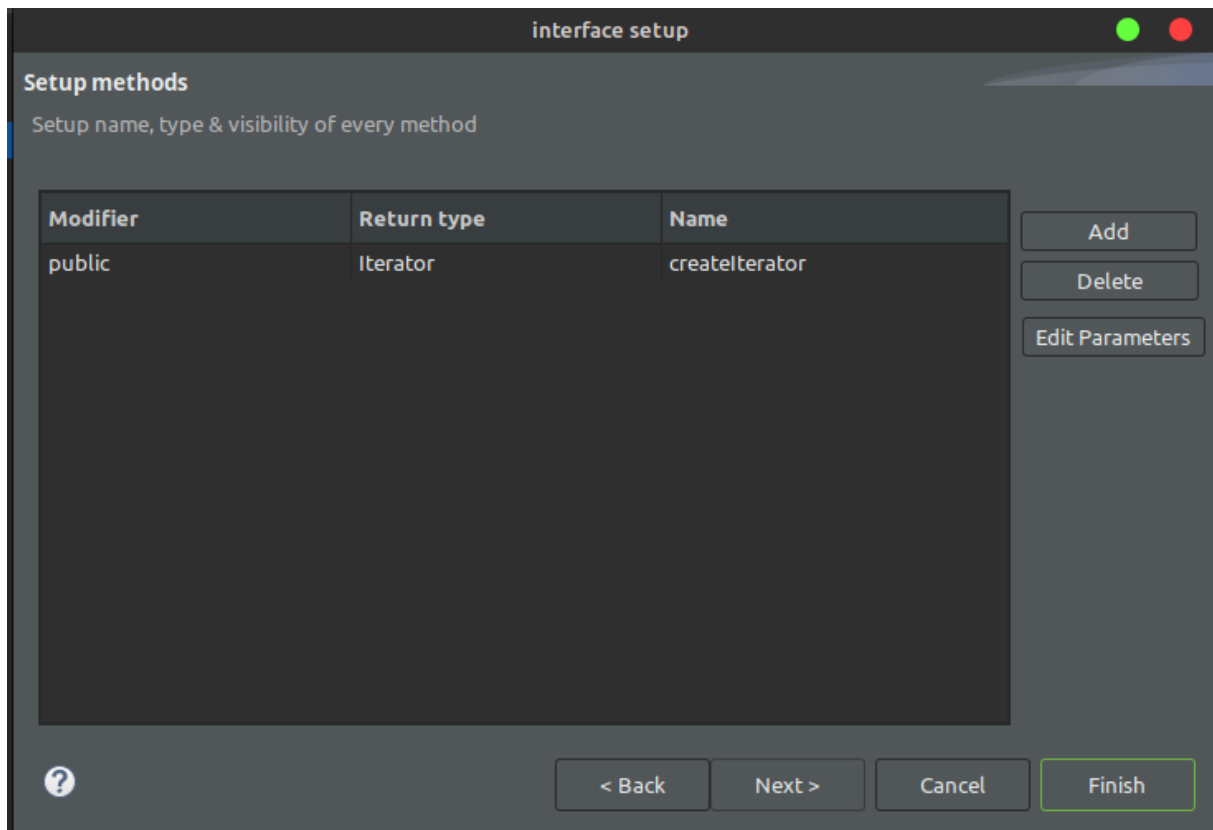 interface setup
Setup methods
Setup name, type & visibility of every method
Modifier Return type Name
public Iterator createIterator
Add
Delete
Edit Parameters
?
< Back Next > Cancel Finish